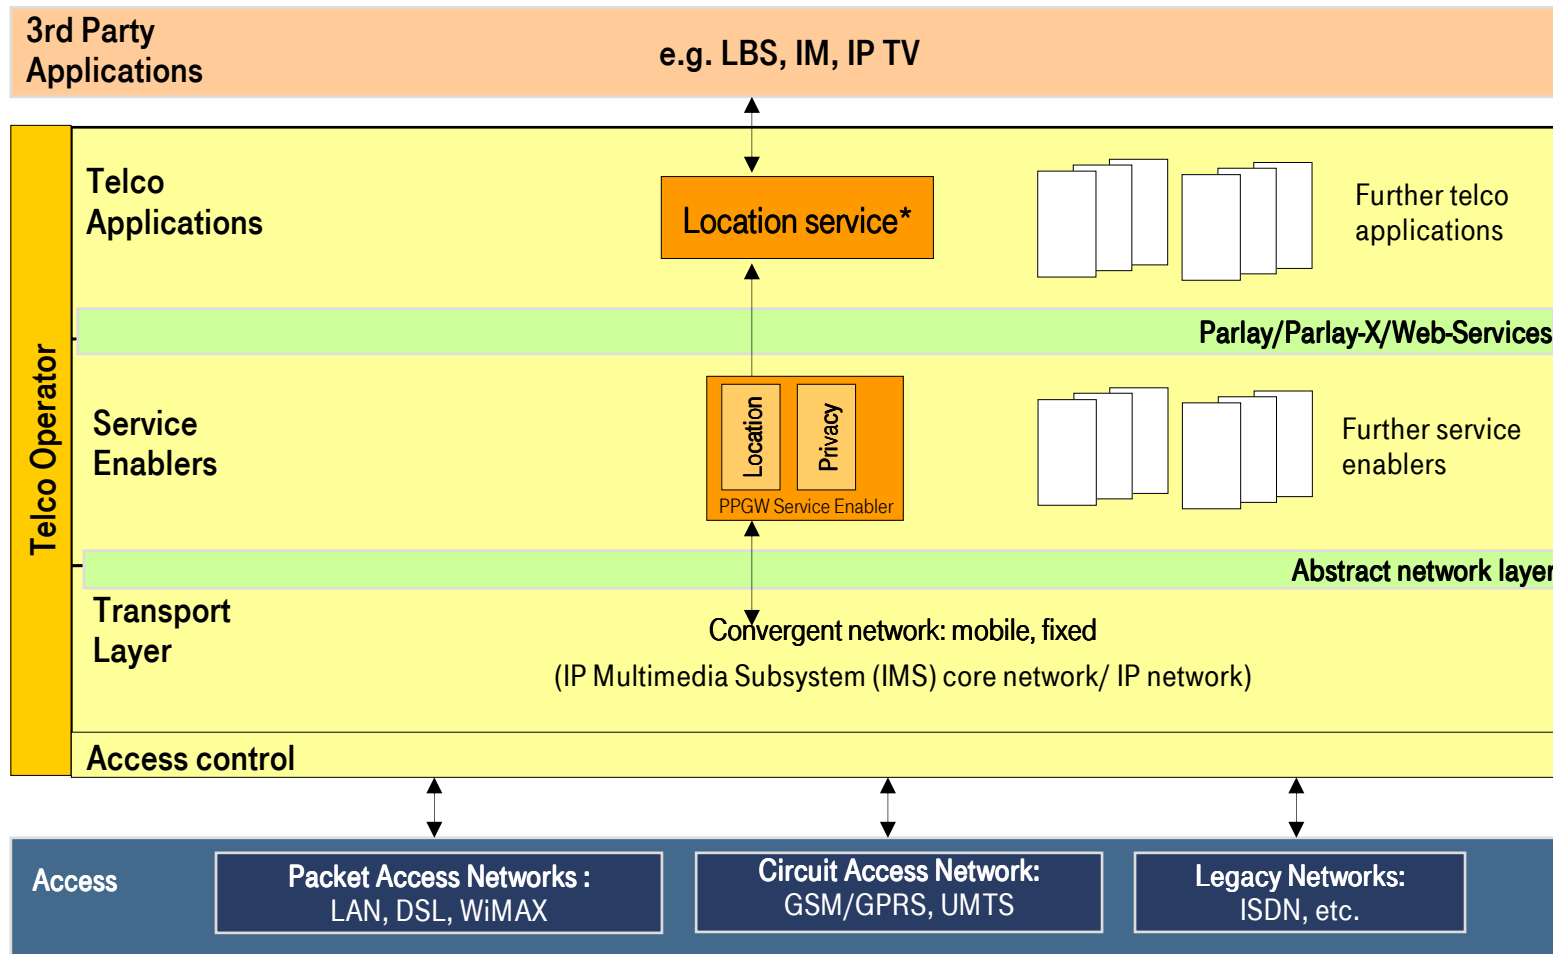 3rd Party
Applications
e.g. LBS, IM, IP TV
Telco Operator
Telco
Applications
Location service*
Further telco
applications
Parlay/Parlay-X/Web-Services
Service
Enablers
Location
Privacy
PPGW Service Enabler
Further service
enablers
Abstract network layer
Transport
Layer
Convergent network: mobile, fixed
(IP Multimedia Subsystem (IMS) core network/ IP network)
Access control
Access
Packet Access Networks :
LAN, DSL, WiMAX
Circuit Access Network:
GSM/GPRS, UMTS
Legacy Networks:
ISDN, etc.